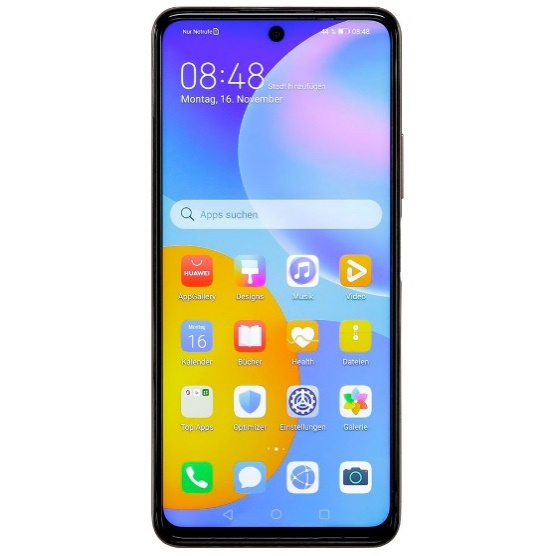 Nur Notrufe
44 % 08:48
08:48
Stadt hinzufügen
Montag, 16. November
Apps suchen
HUAWEI
AppGallery Designs Musik Video
Montag
16
Kalender Bücher Health Dateien
Top Apps Optimizer Einstellungen Galerie